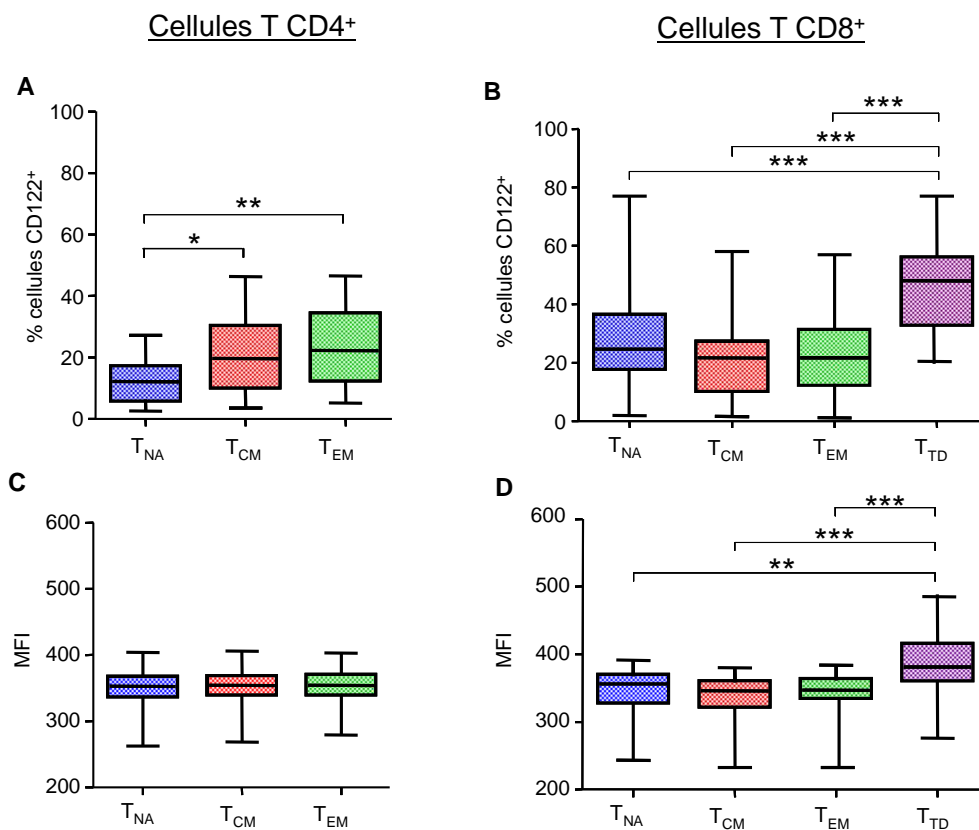 Cellules T CD4⁺
Cellules T CD8⁺
A
% cellules CD122⁺
100
80
60
40
20
0
*
**
T_NA T_CM T_EM
B
% cellules CD122⁺
100
80
60
40
20
0
***
***
***
T_NA T_CM T_EM T_TD
C
MFI
600
500
400
300
200
T_NA T_CM T_EM
D
MFI
600
500
400
300
200
***
***
**
T_NA T_CM T_EM T_TD